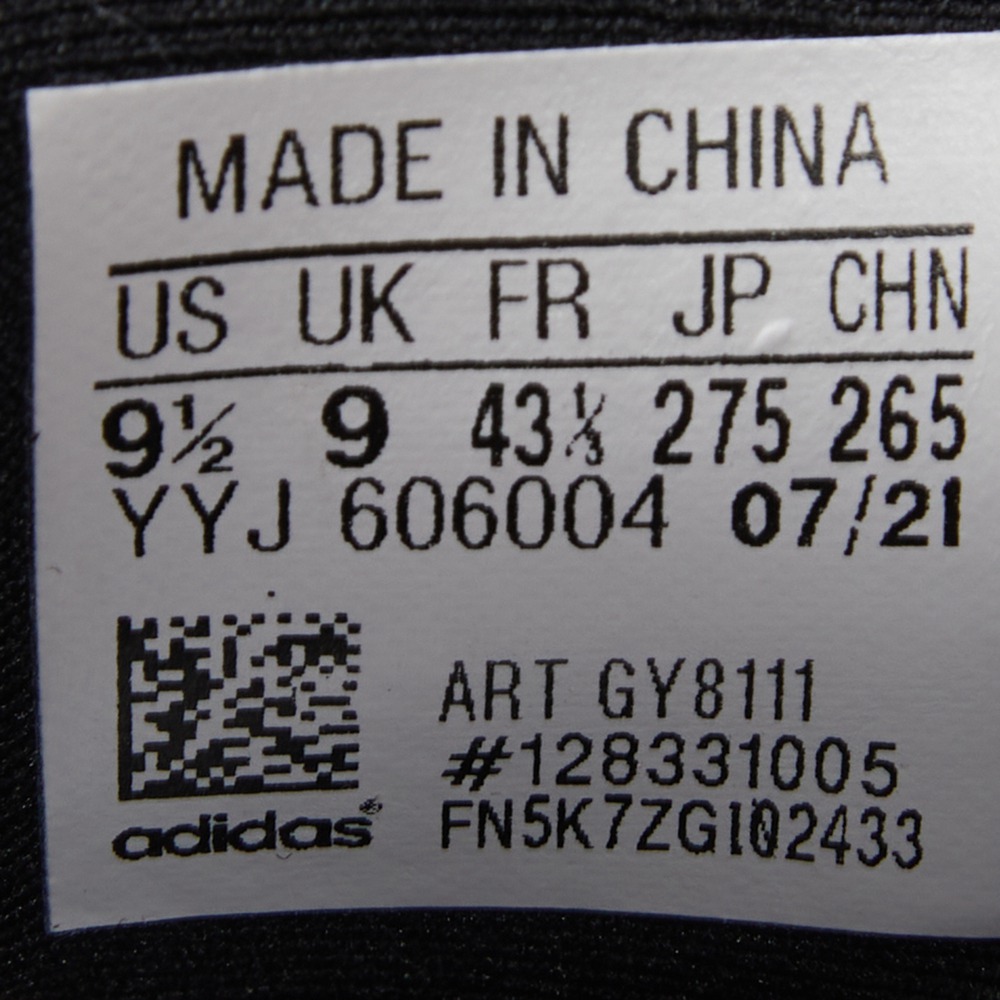 MADE IN CHINA
US UK FR JP CHN
9½ 9 43⅓ 275 265
YYJ 606004 07/21
ART GY8111
#128331005
FN5K7ZG102433
adidas®